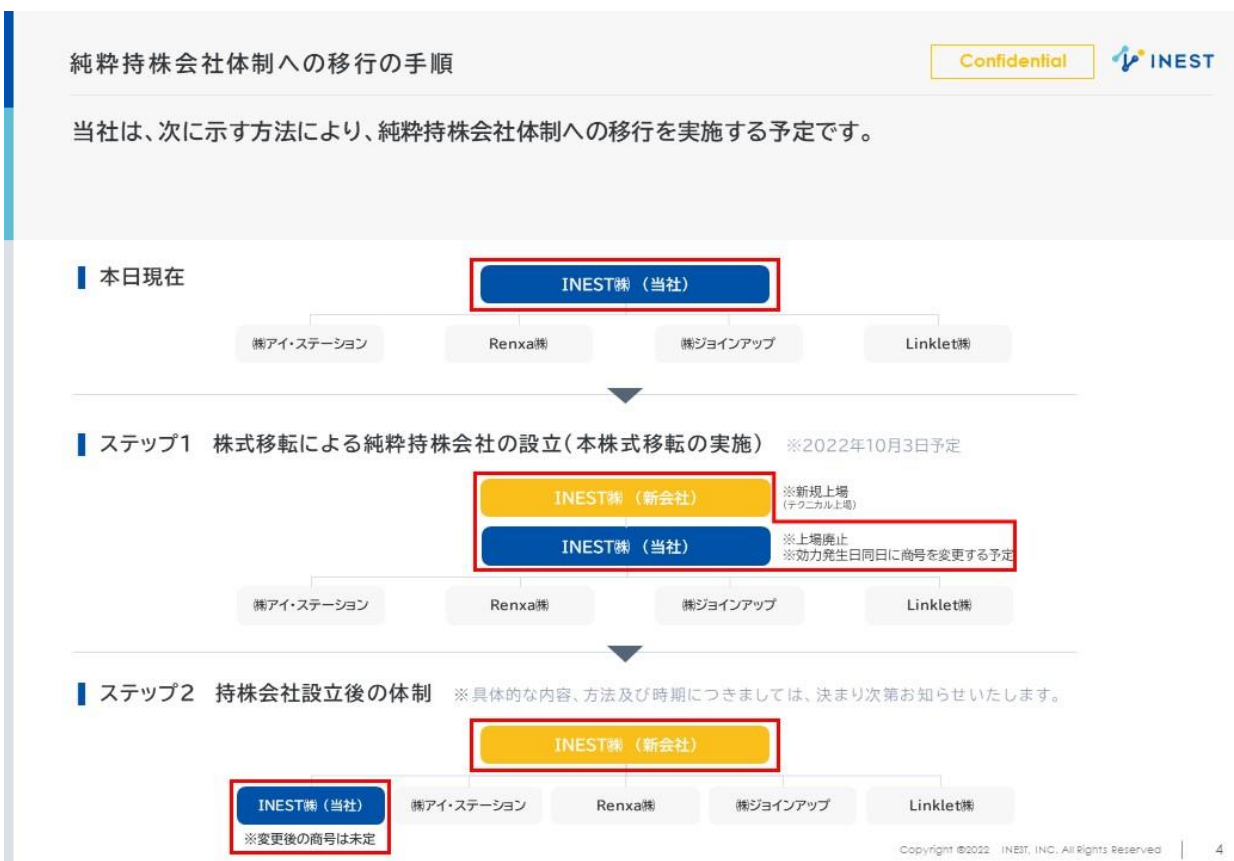 純粋持株会社体制への移行の手順
Confidential
INEST
当社は、次に示す方法により、純粋持株会社体制への移行を実施する予定です。
本日現在
INEST㈱（当社）
㈱アイ・ステーション
Renxa㈱
㈱ジョインアップ
Linklet㈱
ステップ1　株式移転による純粋持株会社の設立（本株式移転の実施）　※2022年10月3日予定
INEST㈱（新会社）
※新規上場
（テクニカル上場）
INEST㈱（当社）
※上場廃止
※効力発生日同日に商号を変更する予定
㈱アイ・ステーション
Renxa㈱
㈱ジョインアップ
Linklet㈱
ステップ2　持株会社設立後の体制　※具体的な内容、方法及び時期につきましては、決まり次第お知らせいたします。
INEST㈱（新会社）
INEST㈱（当社）
㈱アイ・ステーション
Renxa㈱
㈱ジョインアップ
Linklet㈱
※変更後の商号は未定
Copyright ©2022 INEST, INC. All Rights Reserved
4